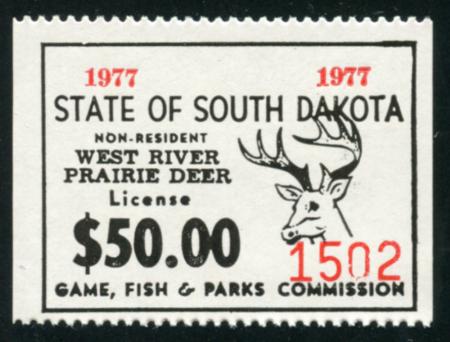 1977 1977
STATE OF SOUTH DAKOTA
NON-RESIDENT
WEST RIVER
PRAIRIE DEER
License
$50.00
1502
GAME, FISH & PARKS COMMISSION